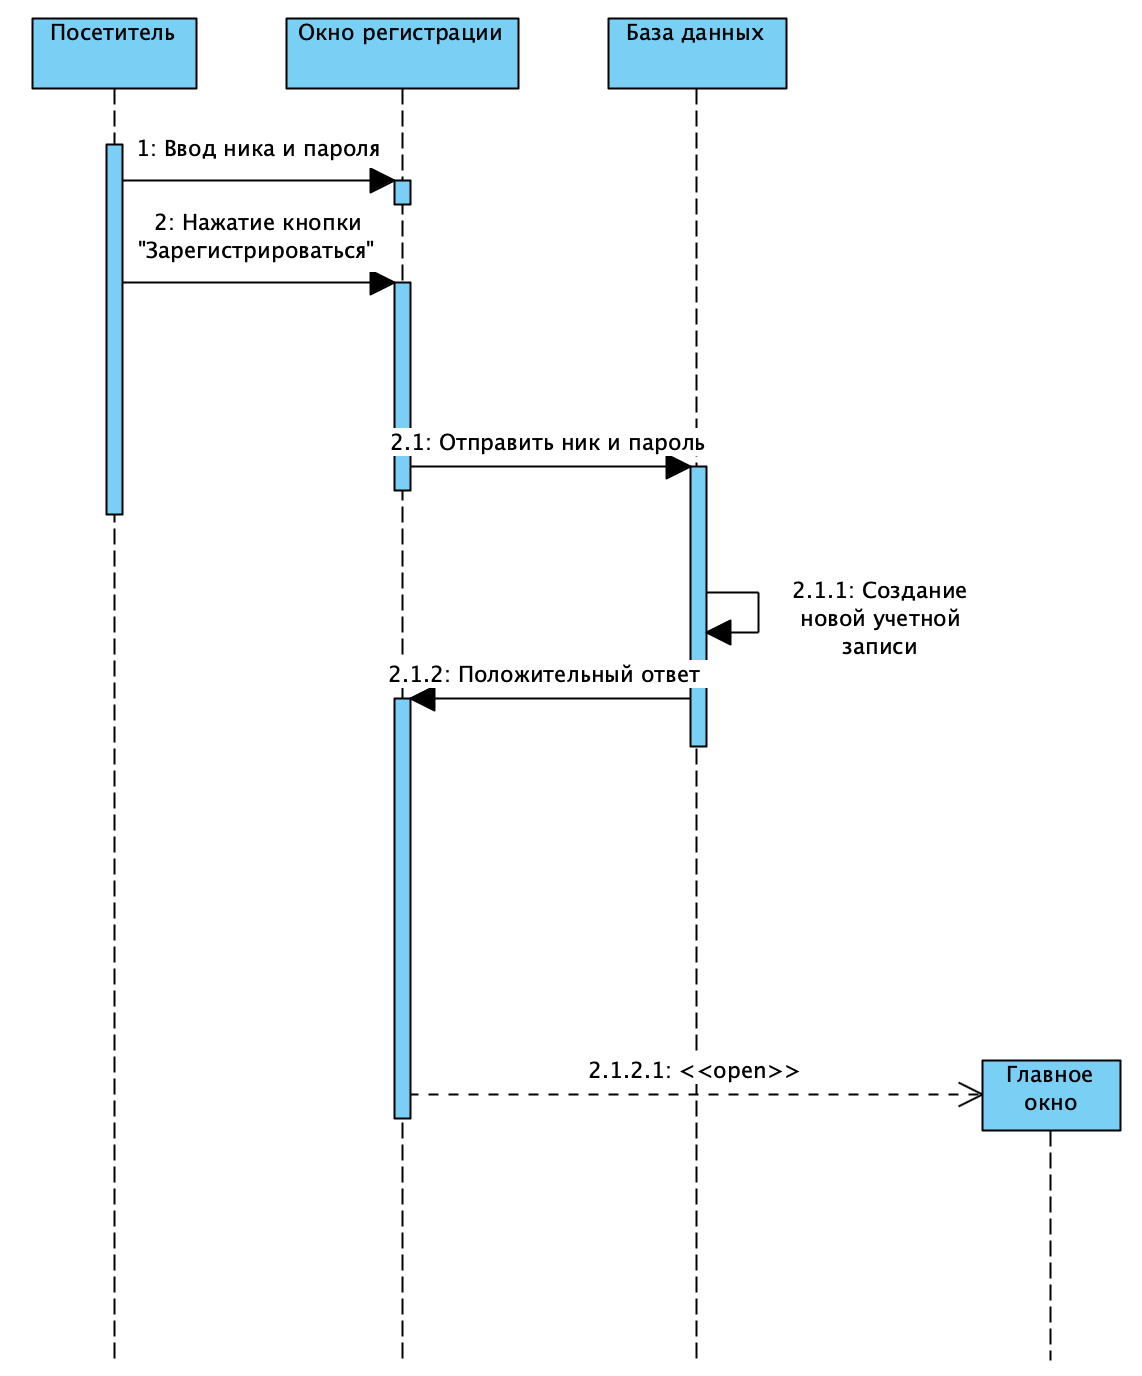 Посетитель
Окно регистрации
База данных
1: Ввод ника и пароля
2: Нажатие кнопки
"Зарегистрироваться"
2.1: Отправить ник и пароль
2.1.1: Создание
новой учетной
записи
2.1.2: Положительный ответ
2.1.2.1: <<open>>
Главное
окно